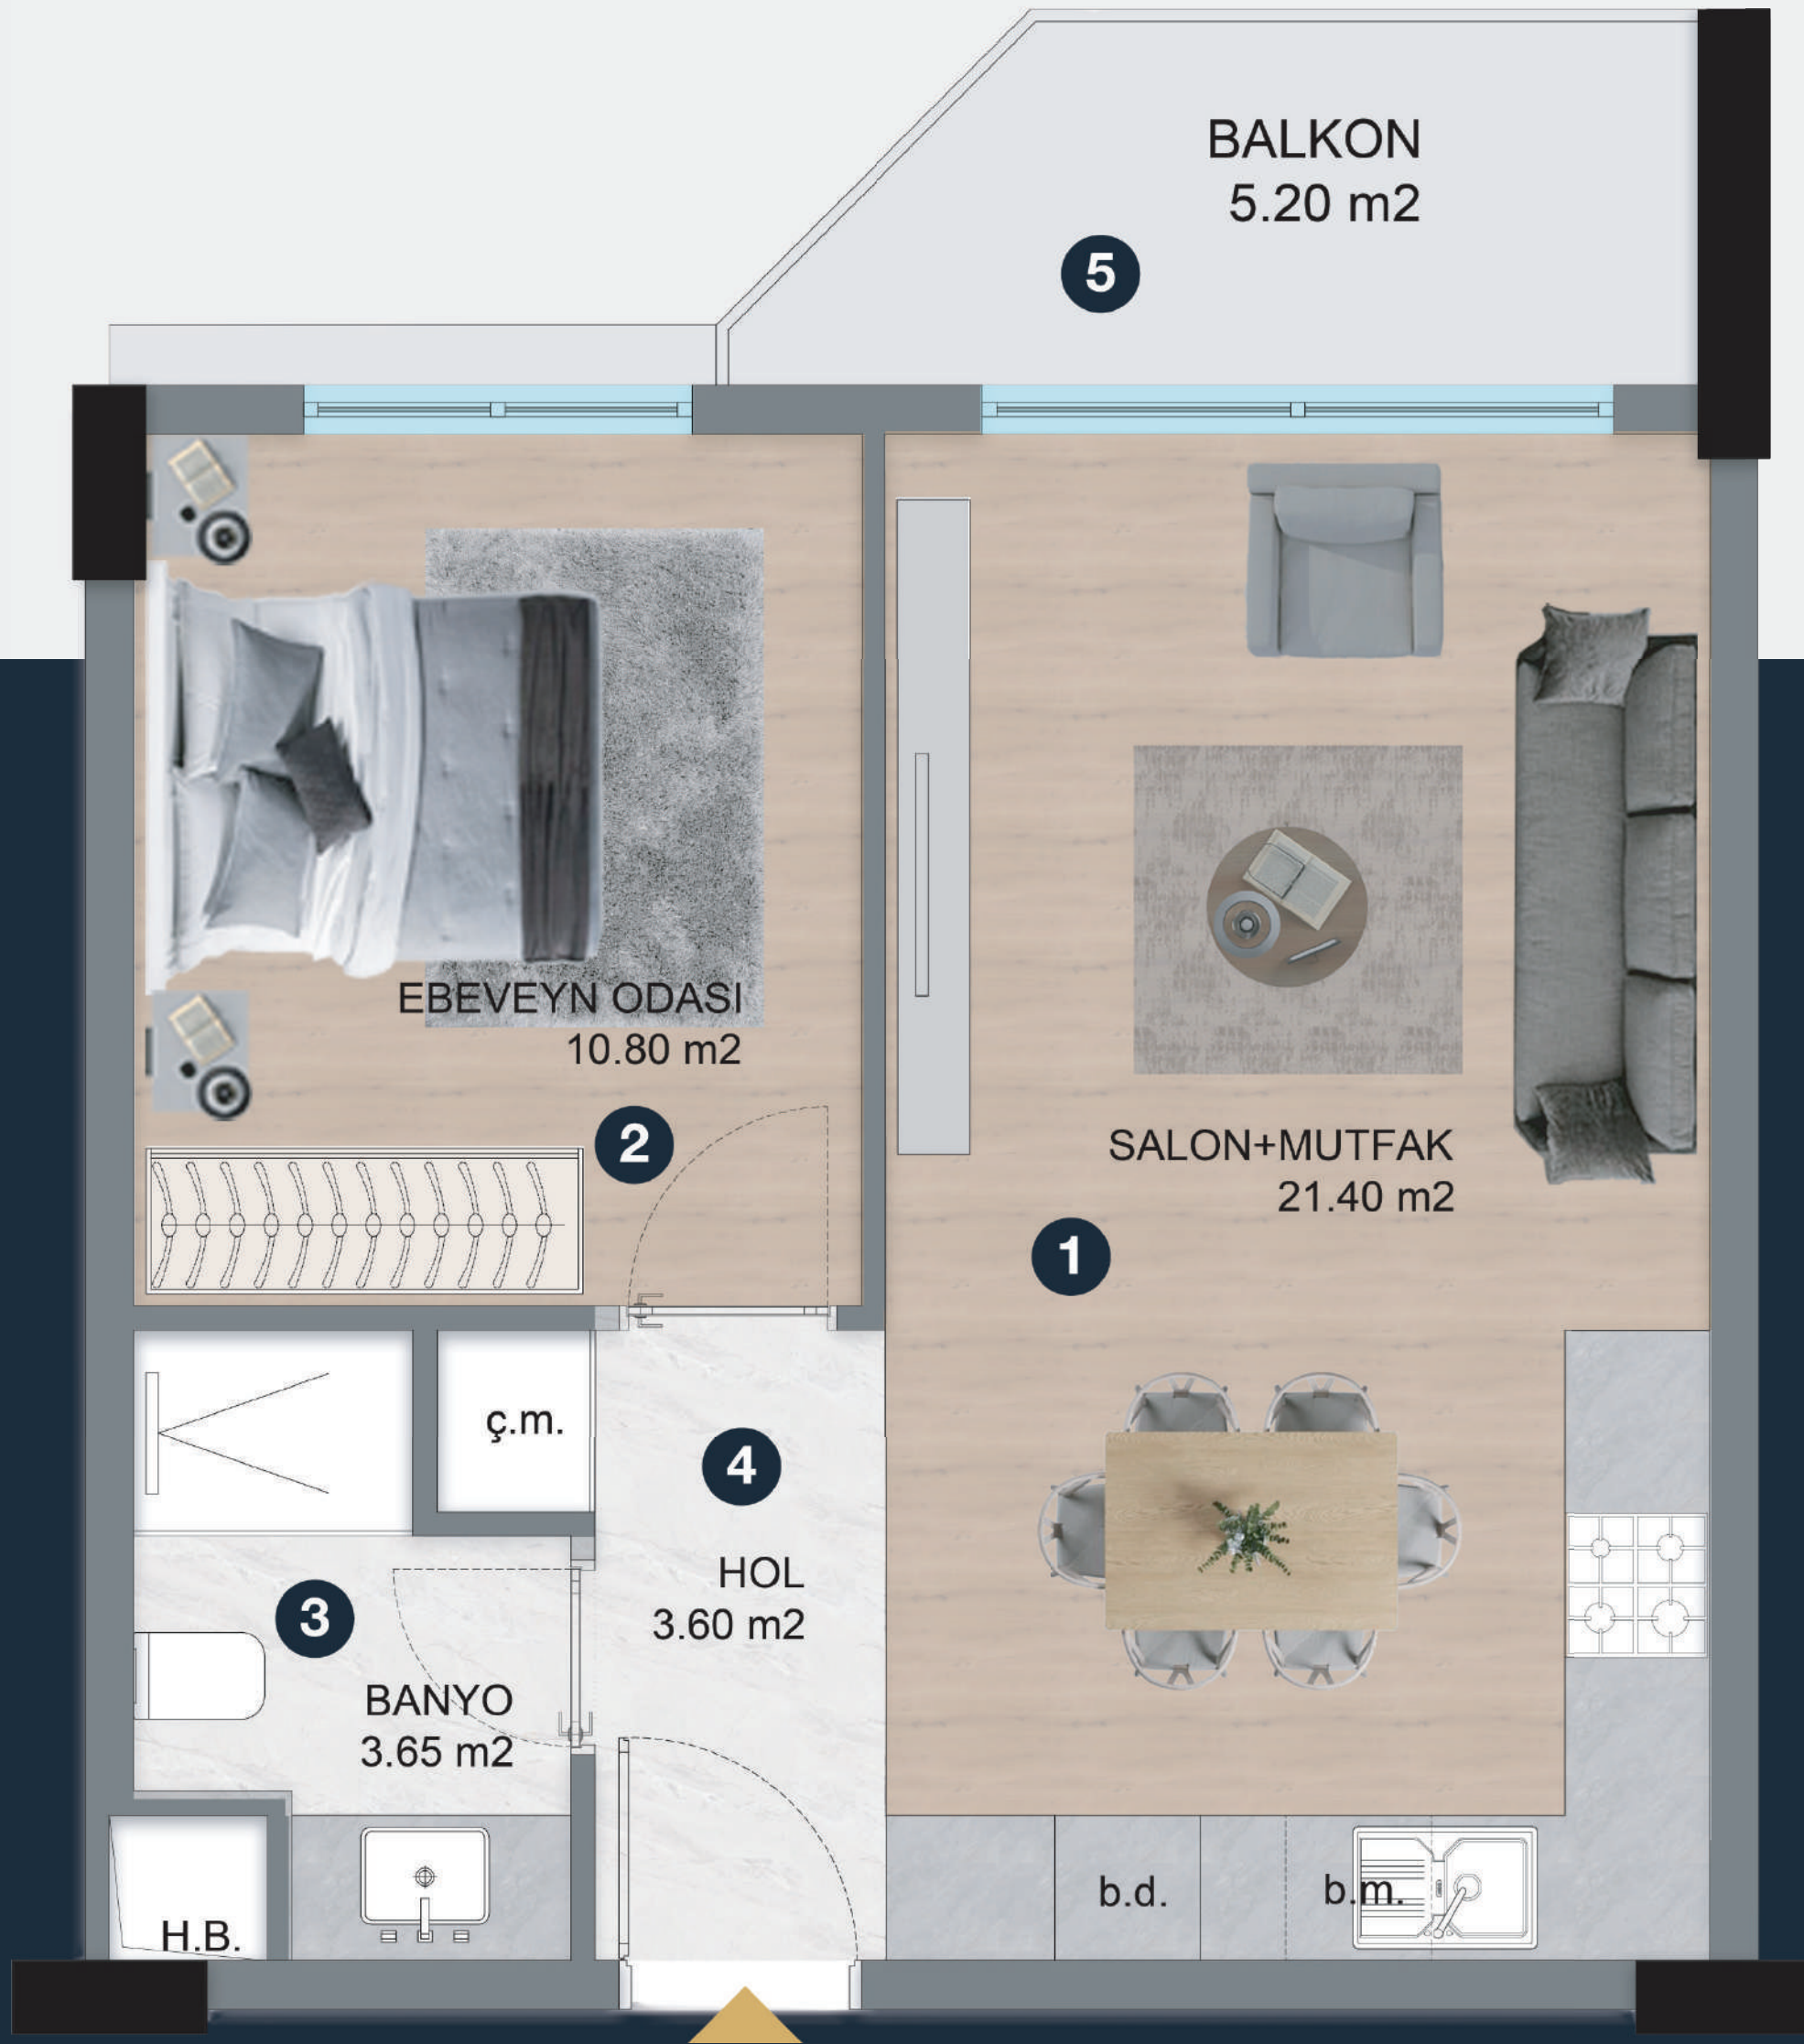 BALKON
5.20 m2
5
EBEVEYN ODASI
10.80 m2
2
SALON+MUTFAK
21.40 m2
1
ç.m.
4
HOL
3.60 m2
3
BANYO
3.65 m2
H.B.
b.d.
b.m.